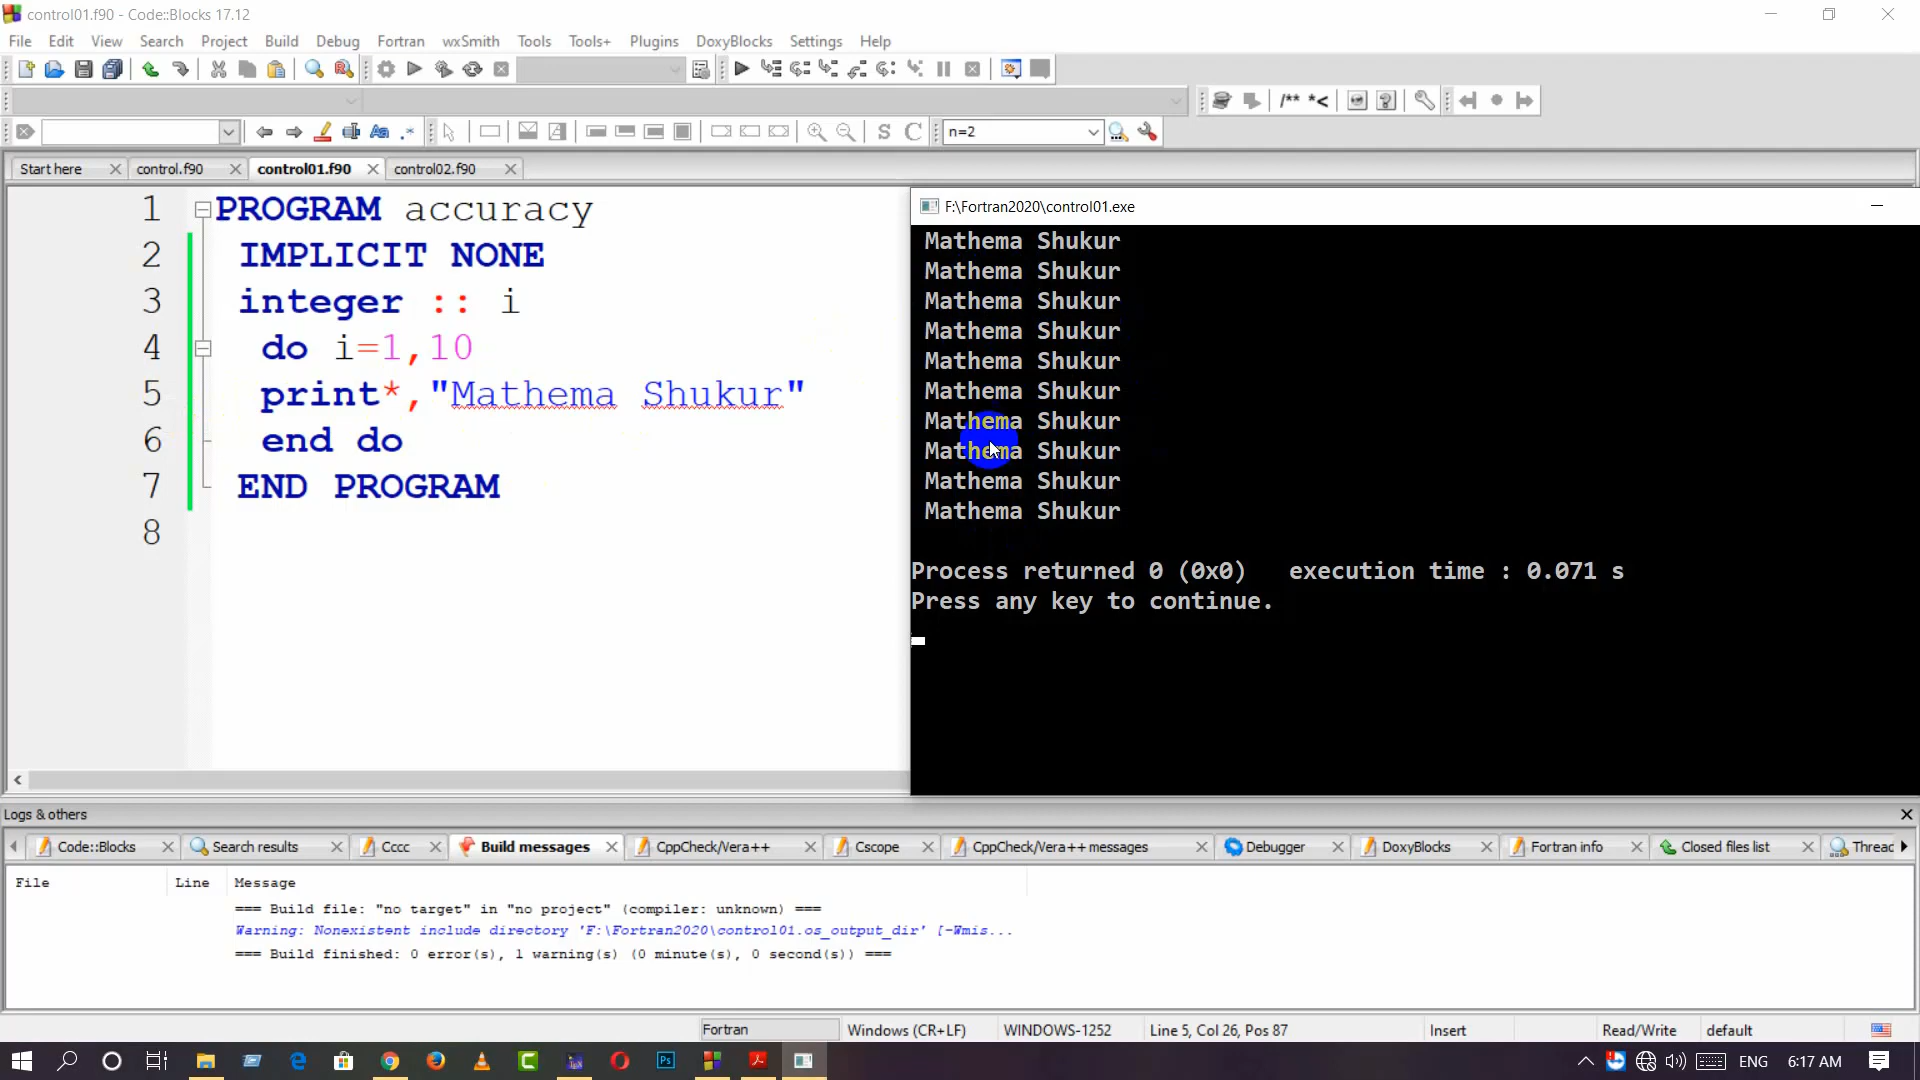 control01.f90 - Code::Blocks 17.12
File Edit View Search Project Build Debug Fortran wxSmith Tools Tools+ Plugins DoxyBlocks Settings Help
/** *<
S C n=2
Start here control.f90 control01.f90 control02.f90
1 PROGRAM accuracy
2 IMPLICIT NONE
3 integer :: i
4 do i=1,10
5 print*,"Mathema Shukur"
6 end do
7 END PROGRAM
8
F:\Fortran2020\control01.exe
Mathema Shukur
Mathema Shukur
Mathema Shukur
Mathema Shukur
Mathema Shukur
Mathema Shukur
Mathema Shukur
Mathema Shukur
Mathema Shukur
Mathema Shukur
Process returned 0 (0x0) execution time : 0.071 s
Press any key to continue.
Logs & others
Code::Blocks Search results Cccc Build messages CppCheck/Vera++ Cscope CppCheck/Vera++ messages Debugger DoxyBlocks Fortran info Closed files list Threac
File Line Message
=== Build file: "no target" in "no project" (compiler: unknown) ===
Warning: Nonexistent include directory 'F:\Fortran2020\control01.os_output_dir' [-Wmis...
=== Build finished: 0 error(s), 1 warning(s) (0 minute(s), 0 second(s)) ===
Fortran Windows (CR+LF) WINDOWS-1252 Line 5, Col 26, Pos 87 Insert Read/Write default
Ps ENG 6:17 AM